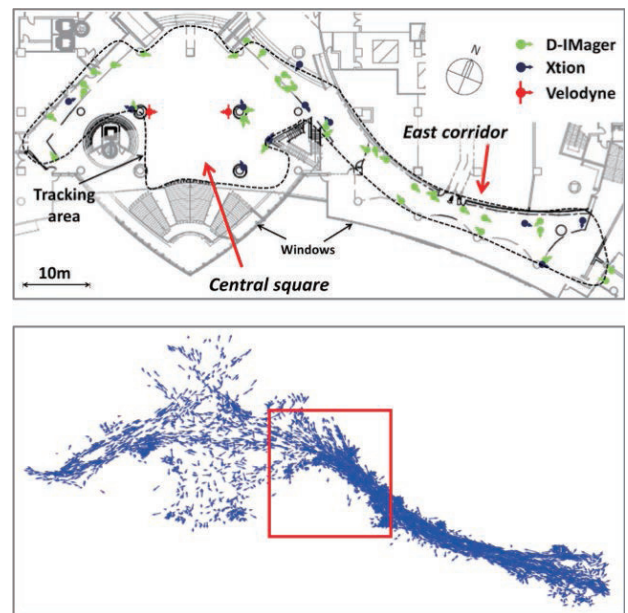 N
D-IMager
Xtion
Velodyne
East corridor
Tracking
area
Windows
10m
Central square